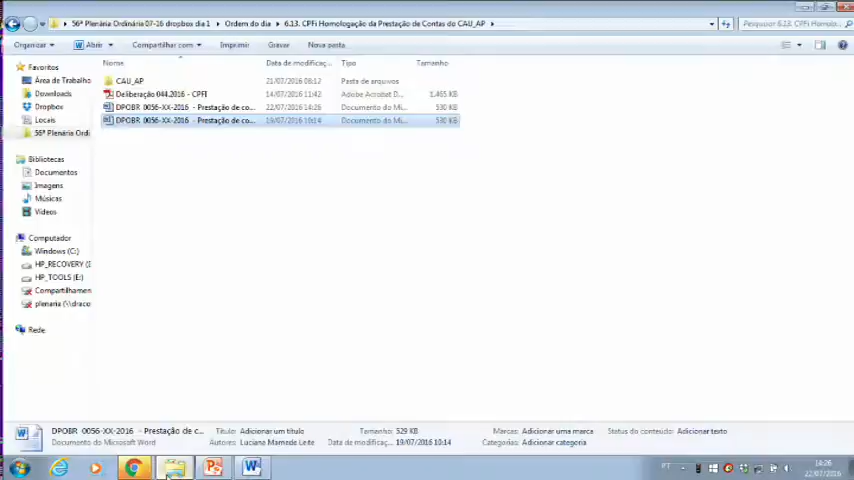 56ª Plenária Ordinária 07-16 dropbox dia 1 ▸ Ordem do dia ▸ 6.13. CPFi Homologação da Prestação de Contas do CAU_AP ▸
Pesquisar 6.13. CPFi Homolo...
Organizar Abrir Compartilhar com Imprimir Gravar Nova pasta
Nome Data de modificaç... Tipo Tamanho
CAU_AP 21/07/2016 08:12 Pasta de arquivos
Deliberação 044.2016 - CPFI 14/07/2016 11:42 Adobe Acrobat D... 1.465 KB
DPOBR 0056-XX-2016 - Prestação de co... 22/07/2016 14:26 Documento do Mi... 530 KB
DPOBR 0056-XX-2016 - Prestação de co... 19/07/2016 10:14 Documento do Mi... 530 KB
Favoritos
Área de Trabalho
Downloads
Dropbox
Locais
56ª Plenária Ordi
Bibliotecas
Documentos
Imagens
Músicas
Vídeos
Computador
Windows (C:)
HP_RECOVERY (
HP_TOOLS (E:)
Compartilhamen
plenaria (\\draco
Rede
DPOBR 0056-XX-2016 - Prestação de c... Título: Adicionar um título Tamanho: 529 KB Marcas: Adicionar uma marca Status do conteúdo: Adicionar texto
Documento do Microsoft Word Autores: Luciana Mamede Leite Data de modificaç... 19/07/2016 10:14 Categorias: Adicionar categoria
PT 14:26
22/07/2016